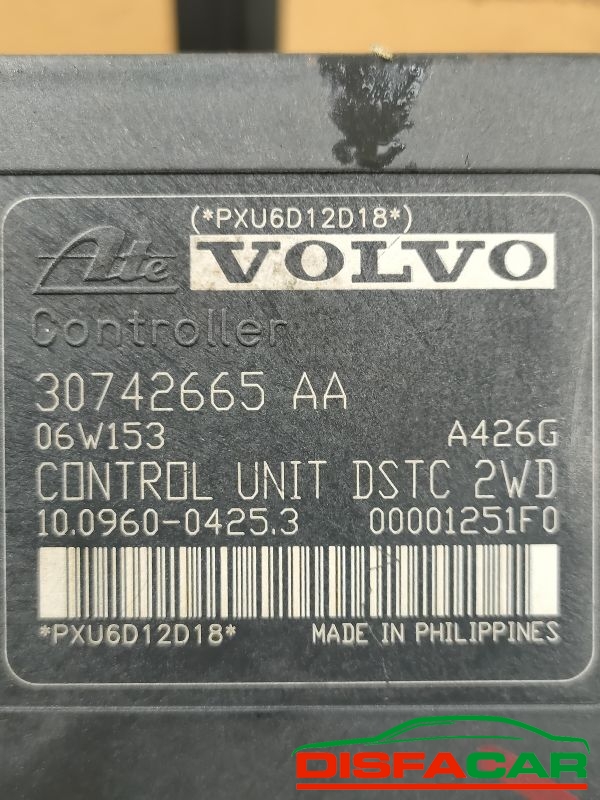 (*PXU6D12D18*)
Ate VOLVO
Controller
30742665 AA
06W153 A426G
CONTROL UNIT DSTC 2WD
10.0960-0425.3 00001251F0
*PXU6D12D18* MADE IN PHILIPPINES
DISFACAR